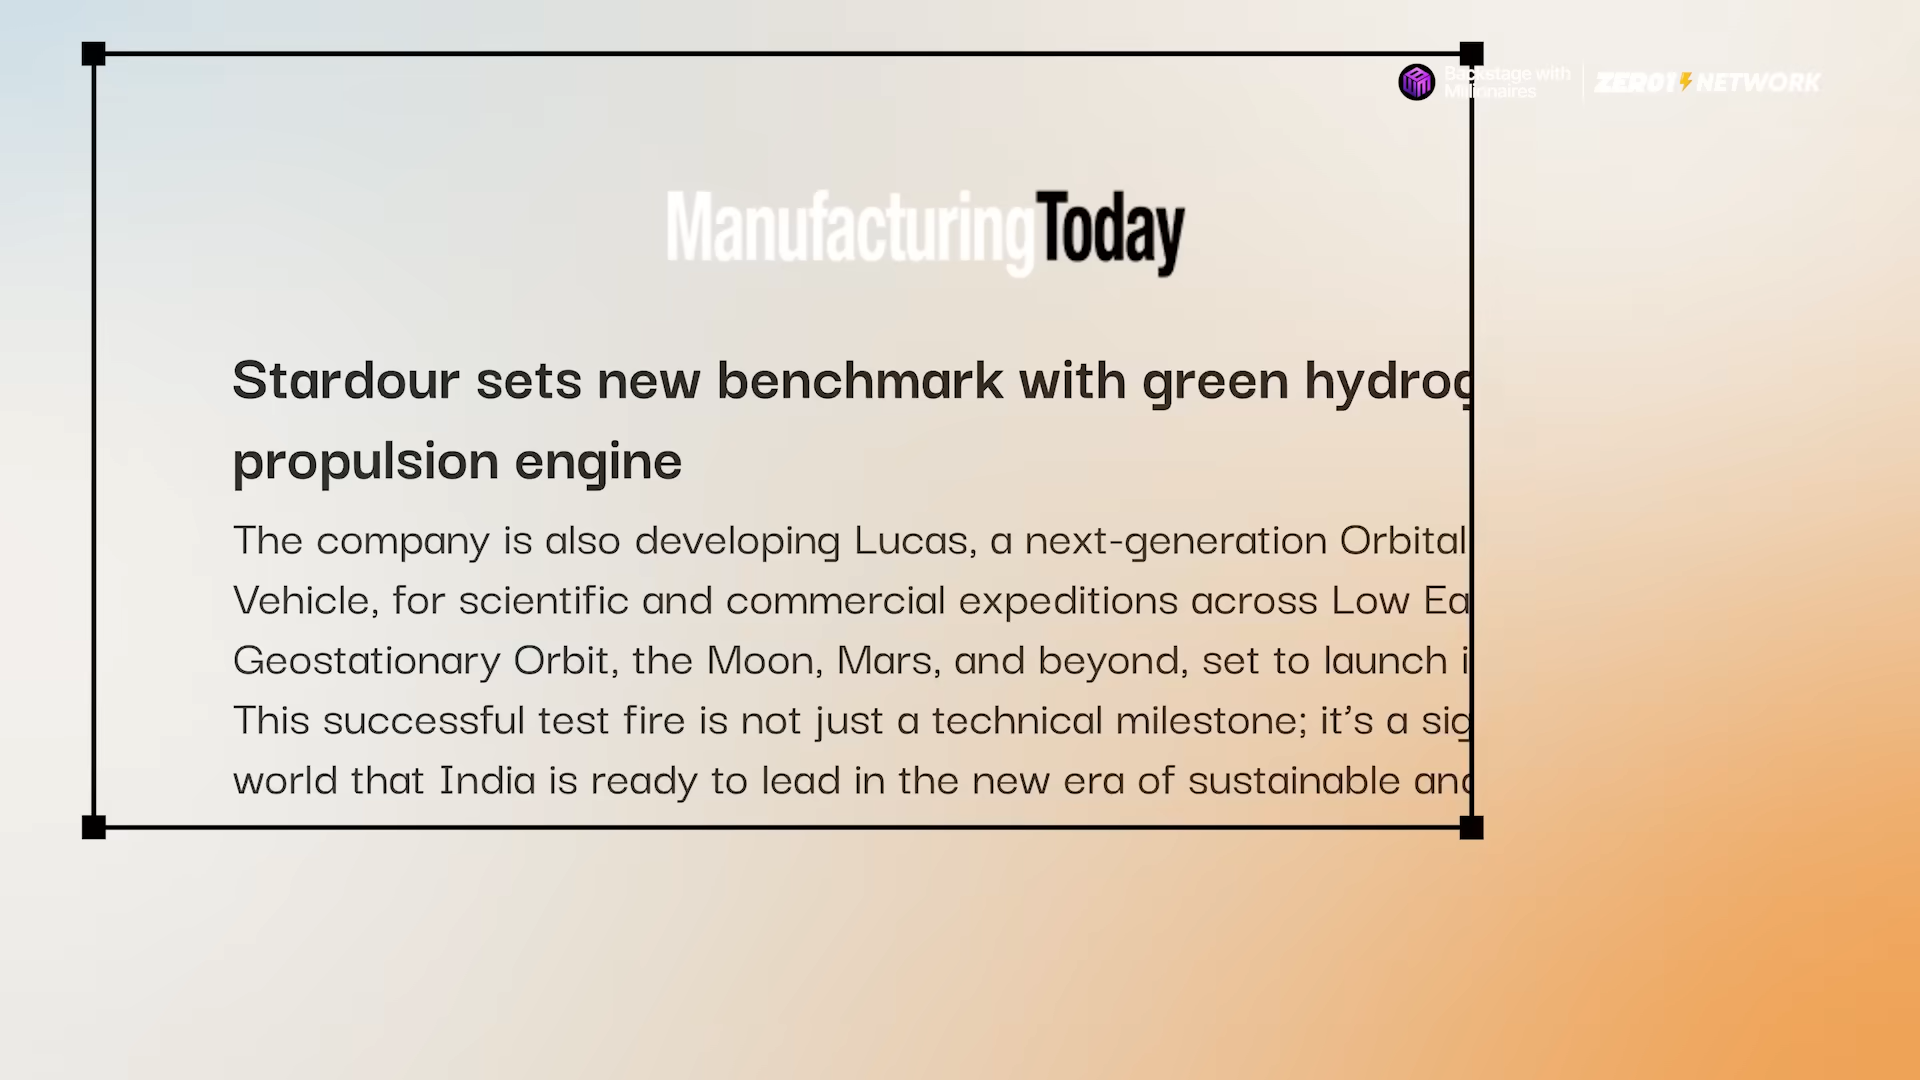 Backstage with
Millionnaires
ZERO1 NETWORK
ManufacturingToday
Stardour sets new benchmark with green hydrog
propulsion engine
The company is also developing Lucas, a next-generation Orbital
Vehicle, for scientific and commercial expeditions across Low Ea
Geostationary Orbit, the Moon, Mars, and beyond, set to launch i
This successful test fire is not just a technical milestone; it’s a sig
world that India is ready to lead in the new era of sustainable and